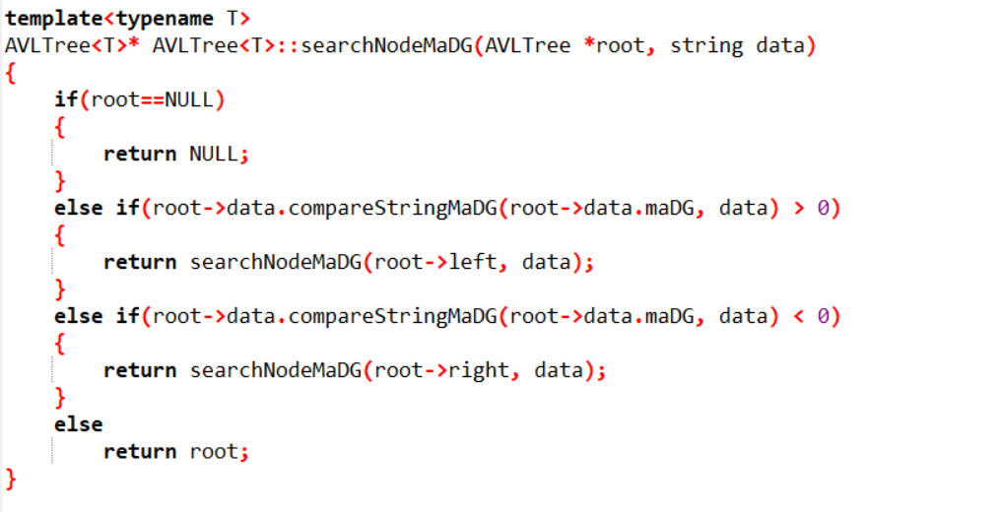 template<typename T>
AVLTree<T>* AVLTree<T>::searchNodeMaDG(AVLTree *root, string data)
{
    if(root==NULL)
    {
        return NULL;
    }
    else if(root->data.compareStringMaDG(root->data.maDG, data) > 0)
    {
        return searchNodeMaDG(root->left, data);
    }
    else if(root->data.compareStringMaDG(root->data.maDG, data) < 0)
    {
        return searchNodeMaDG(root->right, data);
    }
    else
        return root;
}